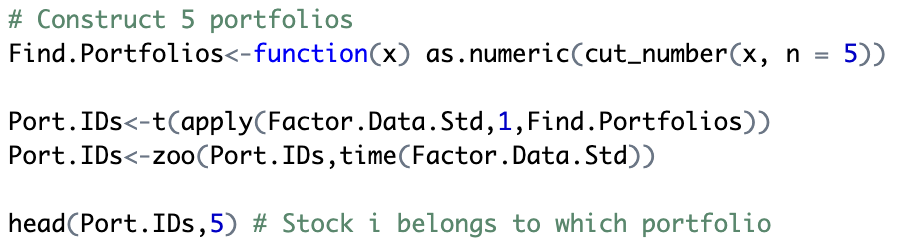 # Construct 5 portfolios
Find.Portfolios<-function(x) as.numeric(cut_number(x, n = 5))
Port.IDs<-t(apply(Factor.Data.Std,1,Find.Portfolios))
Port.IDs<-zoo(Port.IDs,time(Factor.Data.Std))
head(Port.IDs,5) # Stock i belongs to which portfolio